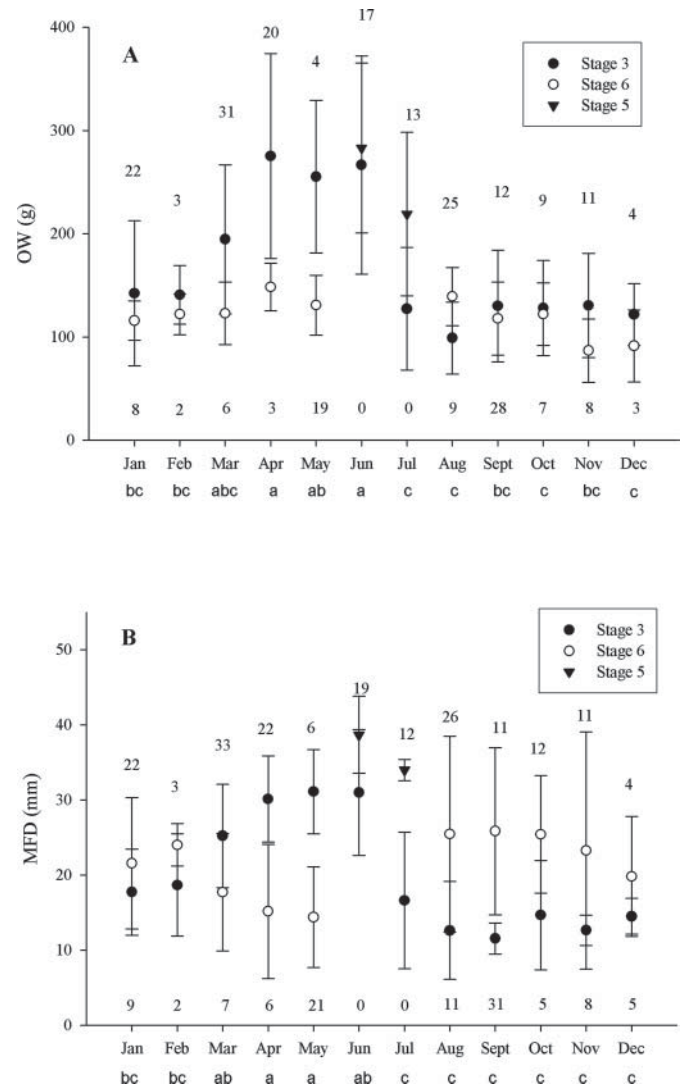 A
400
300
200
100
0
OW (g)
Stage 3
Stage 6
Stage 5
22 3 31 20 4 17 13 25 12 9 11 4
8 2 6 3 19 0 0 9 28 7 8 3
Jan Feb Mar Apr May Jun Jul Aug Sept Oct Nov Dec
bc bc abc a ab a c c bc c bc c
B
50
40
30
20
10
0
MFD (mm)
Stage 3
Stage 6
Stage 5
22 3 33 22 6 19 12 26 11 12 11 4
9 2 7 6 21 0 0 11 31 5 8 5
Jan Feb Mar Apr May Jun Jul Aug Sept Oct Nov Dec
bc bc ab a a ab c c c c c c